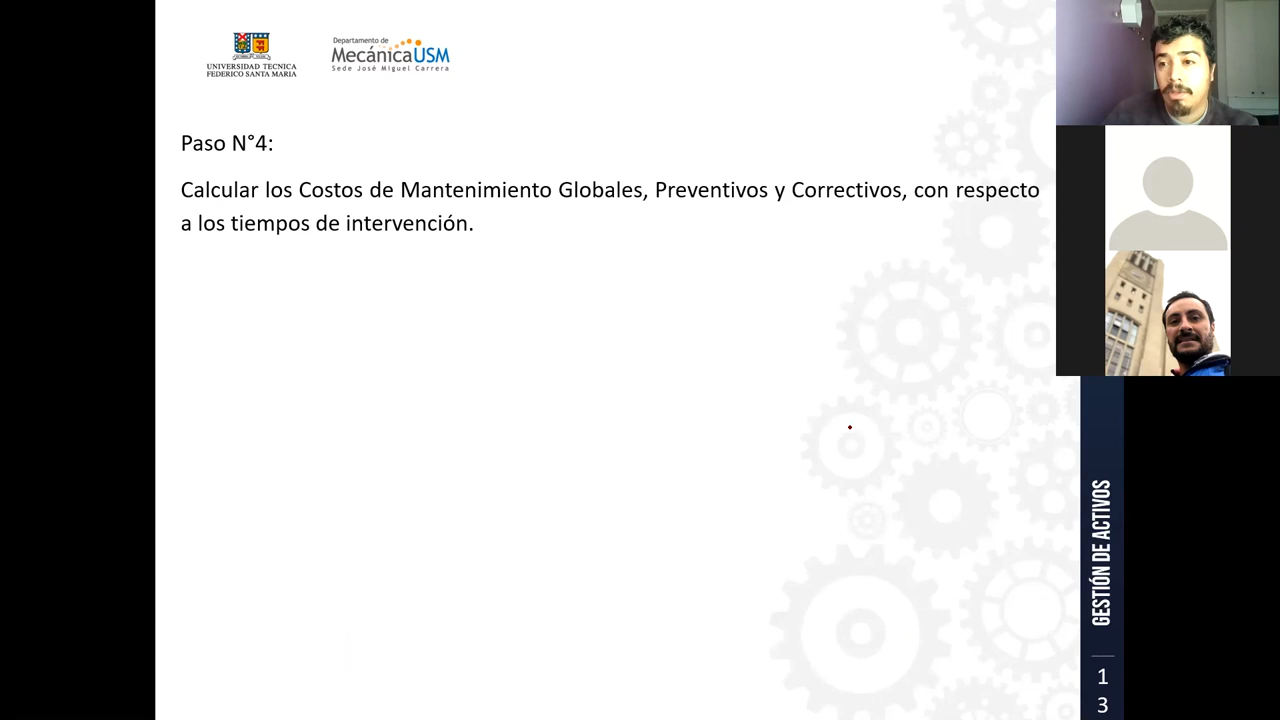 UNIVERSIDAD TECNICA
FEDERICO SANTA MARIA
Departamento de
MecánicaUSM
Sede José Miguel Carrera
Paso N°4:
Calcular los Costos de Mantenimiento Globales, Preventivos y Correctivos, con respecto
a los tiempos de intervención.
GESTIÓN DE ACTIVOS
1
3